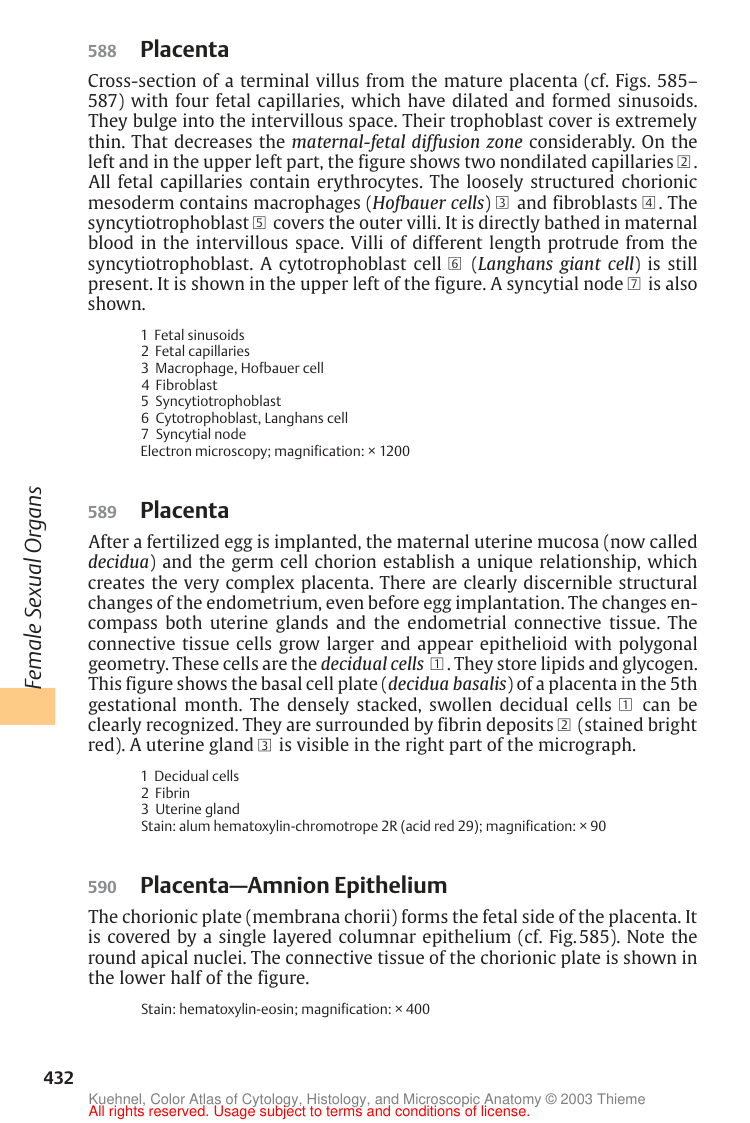 588 Placenta
Cross-section of a terminal villus from the mature placenta (cf. Figs. 585–
587) with four fetal capillaries, which have dilated and formed sinusoids.
They bulge into the intervillous space. Their trophoblast cover is extremely
thin. That decreases the maternal-fetal diffusion zone considerably. On the
left and in the upper left part, the figure shows two nondilated capillaries 2.
All fetal capillaries contain erythrocytes. The loosely structured chorionic
mesoderm contains macrophages (Hofbauer cells) 3 and fibroblasts 4. The
syncytiotrophoblast 5 covers the outer villi. It is directly bathed in maternal
blood in the intervillous space. Villi of different length protrude from the
syncytiotrophoblast. A cytotrophoblast cell 6 (Langhans giant cell) is still
present. It is shown in the upper left of the figure. A syncytial node 7 is also
shown.
1 Fetal sinusoids
2 Fetal capillaries
3 Macrophage, Hofbauer cell
4 Fibroblast
5 Syncytiotrophoblast
6 Cytotrophoblast, Langhans cell
7 Syncytial node
Electron microscopy; magnification: × 1200
589 Placenta
After a fertilized egg is implanted, the maternal uterine mucosa (now called
decidua) and the germ cell chorion establish a unique relationship, which
creates the very complex placenta. There are clearly discernible structural
changes of the endometrium, even before egg implantation. The changes en-
compass both uterine glands and the endometrial connective tissue. The
connective tissue cells grow larger and appear epithelioid with polygonal
geometry. These cells are the decidual cells 1. They store lipids and glycogen.
This figure shows the basal cell plate (decidua basalis) of a placenta in the 5th
gestational month. The densely stacked, swollen decidual cells 1 can be
clearly recognized. They are surrounded by fibrin deposits 2 (stained bright
red). A uterine gland 3 is visible in the right part of the micrograph.
1 Decidual cells
2 Fibrin
3 Uterine gland
Stain: alum hematoxylin-chromotrope 2R (acid red 29); magnification: × 90
590 Placenta—Amnion Epithelium
The chorionic plate (membrana chorii) forms the fetal side of the placenta. It
is covered by a single layered columnar epithelium (cf. Fig. 585). Note the
round apical nuclei. The connective tissue of the chorionic plate is shown in
the lower half of the figure.
Stain: hematoxylin-eosin; magnification: × 400
Female Sexual Organs
432
Kuehnel, Color Atlas of Cytology, Histology, and Microscopic Anatomy © 2003 Thieme
All rights reserved. Usage subject to terms and conditions of license.